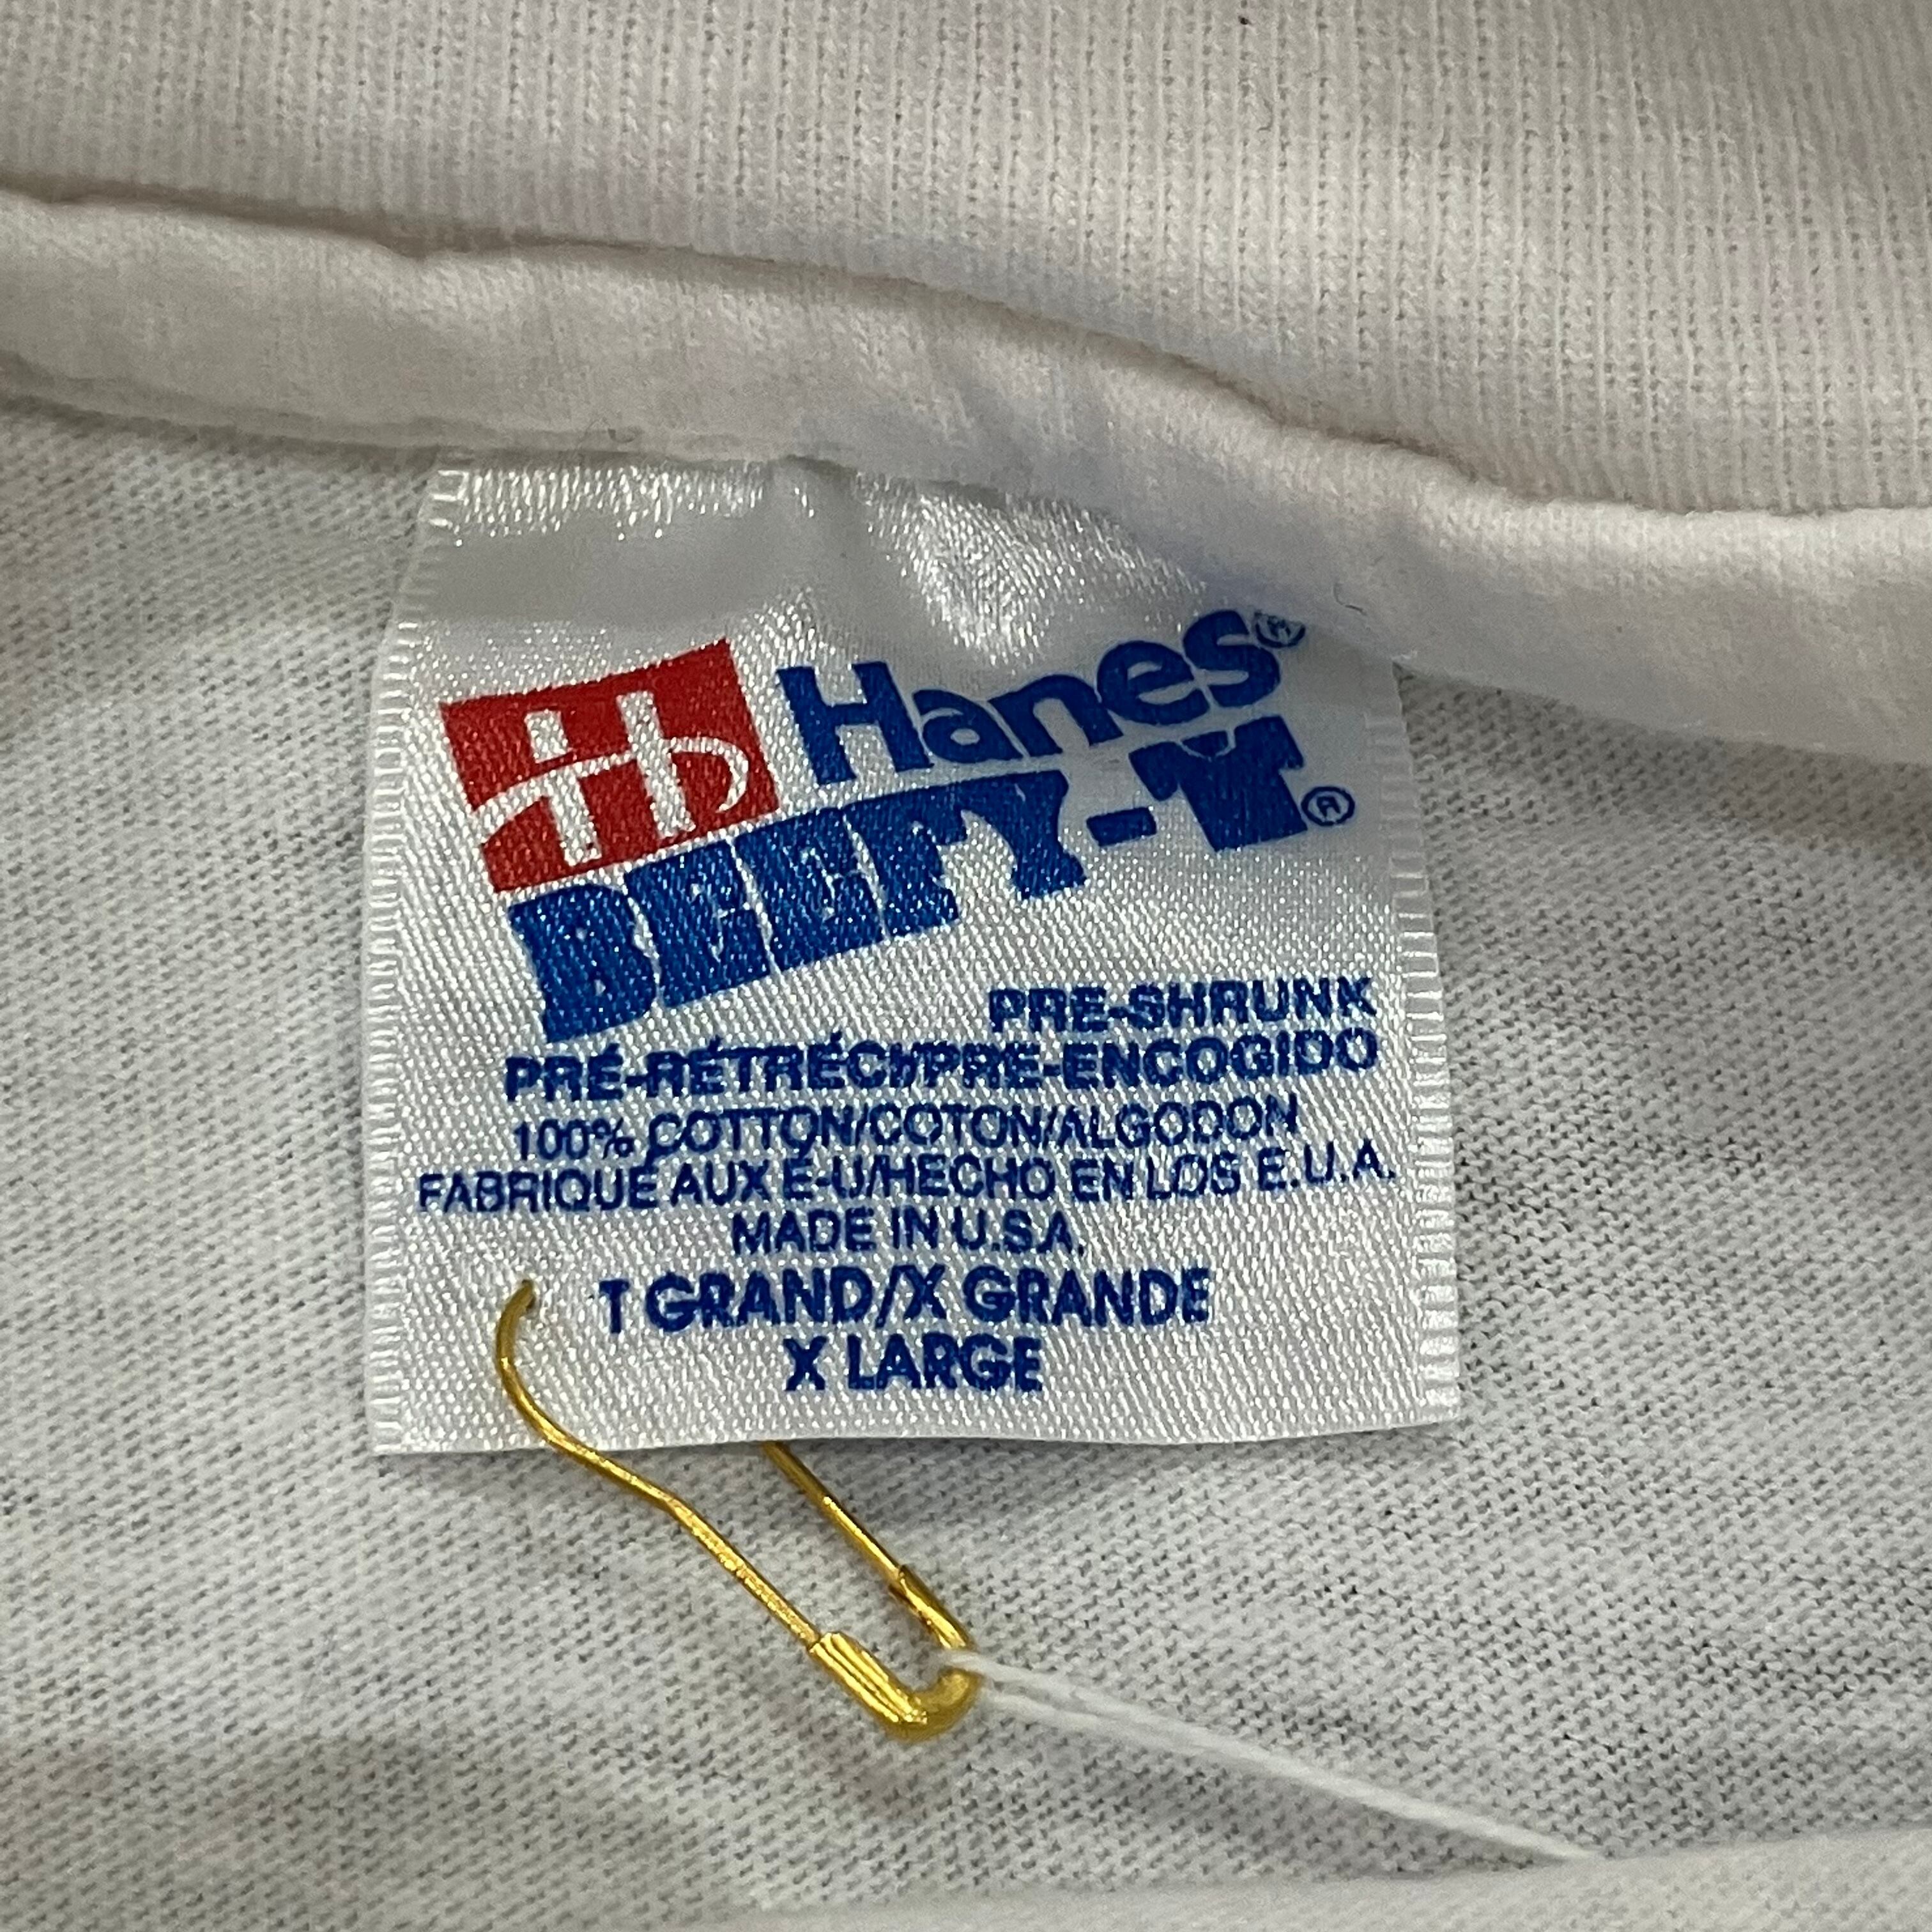 Hanes®
BEEFY-T®
PRE-SHRUNK
PRÉ-RÉTRÉCI/PRE-ENCOGIDO
100% COTTON/COTON/ALGODON
FABRIQUÉ AUX É-U/HECHO EN LOS E.U.A.
MADE IN U.S.A.
T GRAND/X GRANDE
X LARGE